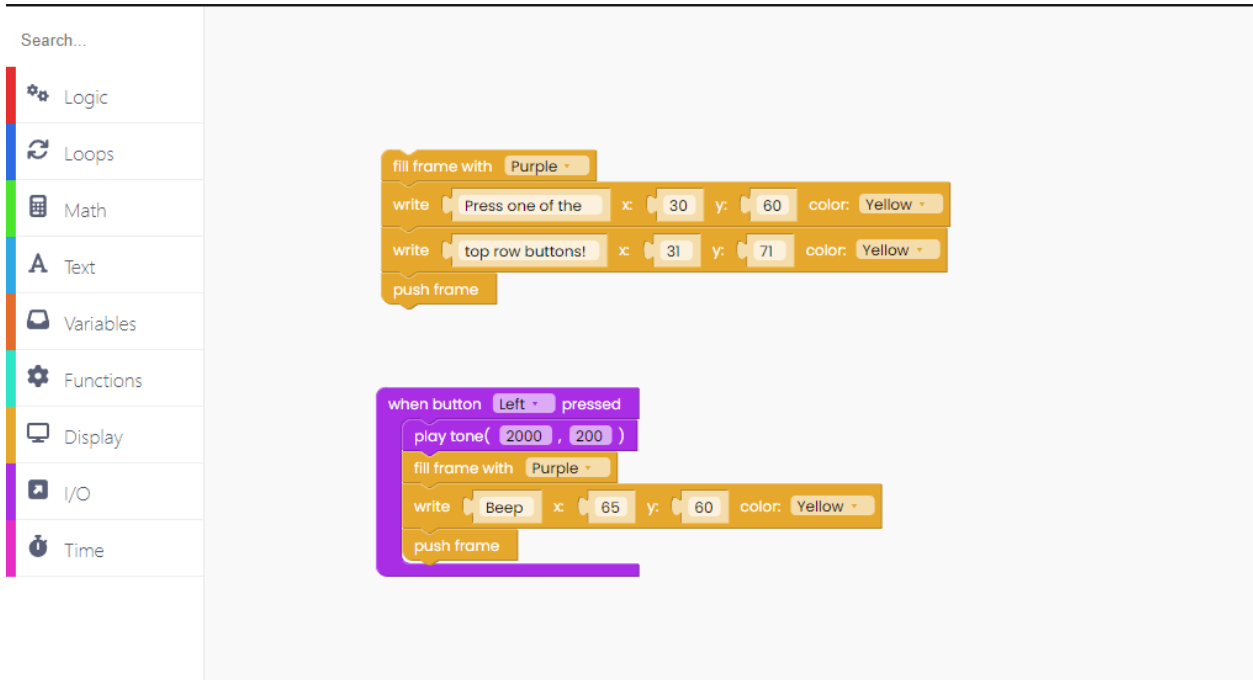 Search...
Logic
Loops
Math
Text
Variables
Functions
Display
I/O
Time
fill frame with Purple
write Press one of the x: 30 y: 60 color: Yellow
write top row buttons! x: 31 y: 71 color: Yellow
push frame
when button Left pressed
play tone( 2000 , 200 )
fill frame with Purple
write Beep x: 65 y: 60 color: Yellow
push frame